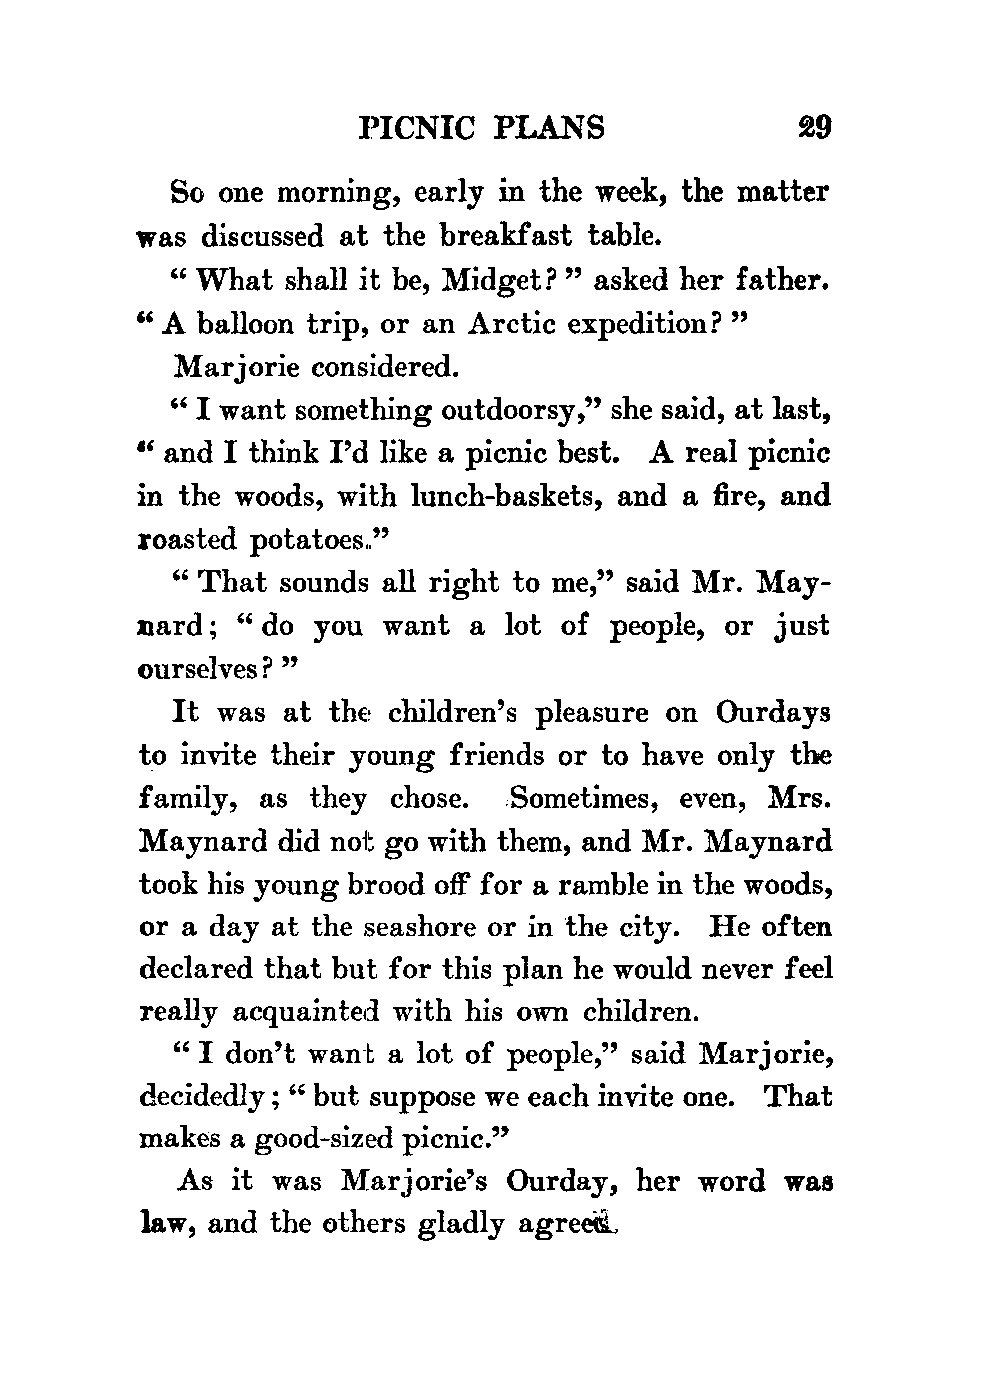 PICNIC PLANS 29
So one morning, early in the week, the matter
was discussed at the breakfast table.
“ What shall it be, Midget? ” asked her father.
“ A balloon trip, or an Arctic expedition? ”
Marjorie considered.
“ I want something outdoorsy,” she said, at last,
“ and I think I’d like a picnic best. A real picnic
in the woods, with lunch-baskets, and a fire, and
roasted potatoes.”
“ That sounds all right to me,” said Mr. May-
nard; “ do you want a lot of people, or just
ourselves? ”
It was at the children’s pleasure on Ourdays
to invite their young friends or to have only the
family, as they chose. Sometimes, even, Mrs.
Maynard did not go with them, and Mr. Maynard
took his young brood off for a ramble in the woods,
or a day at the seashore or in the city. He often
declared that but for this plan he would never feel
really acquainted with his own children.
“ I don’t want a lot of people,” said Marjorie,
decidedly; “ but suppose we each invite one. That
makes a good-sized picnic.”
As it was Marjorie’s Ourday, her word was
law, and the others gladly agreed.